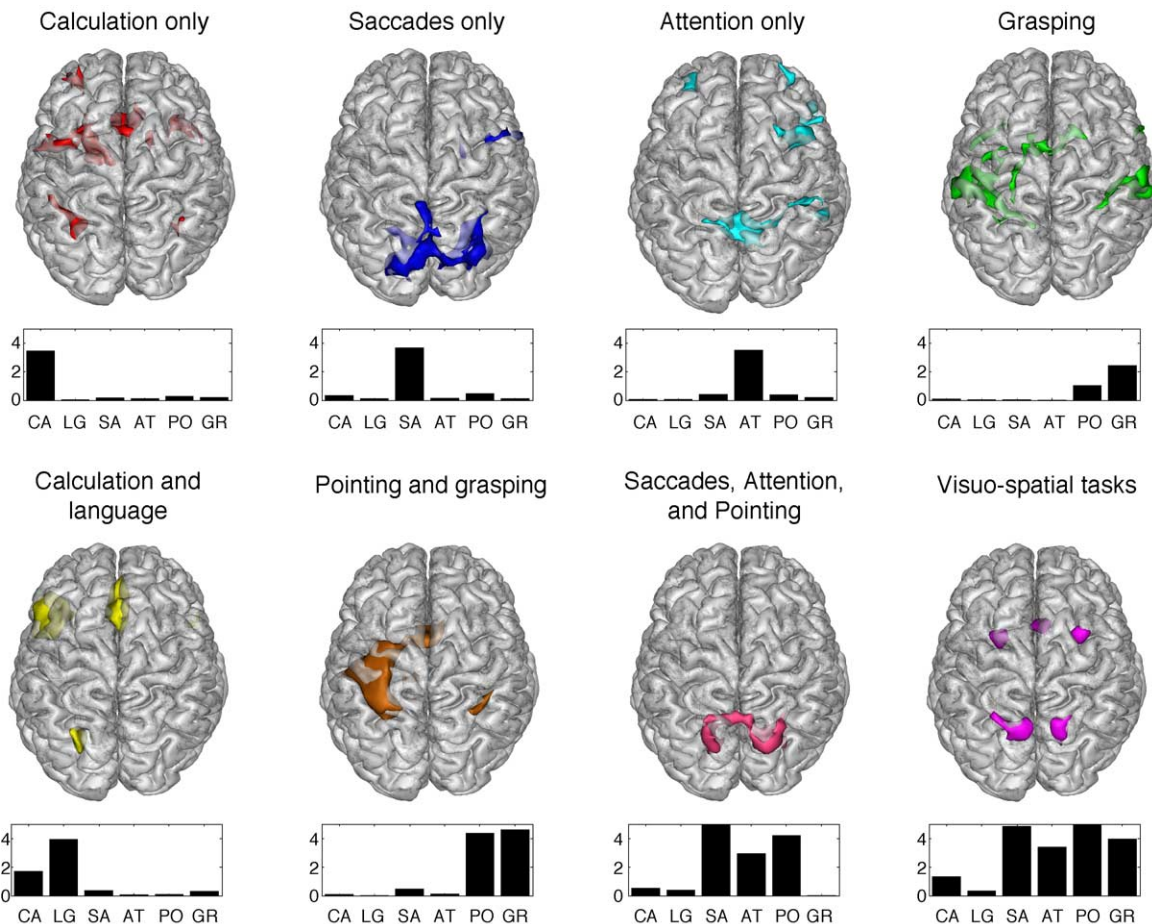 Calculation only
Saccades only
Attention only
Grasping
4
2
0
CA LG SA AT PO GR
4
2
0
CA LG SA AT PO GR
4
2
0
CA LG SA AT PO GR
4
2
0
CA LG SA AT PO GR
Calculation and
language
Pointing and grasping
Saccades, Attention,
and Pointing
Visuo-spatial tasks
4
2
0
CA LG SA AT PO GR
4
2
0
CA LG SA AT PO GR
4
2
0
CA LG SA AT PO GR
4
2
0
CA LG SA AT PO GR